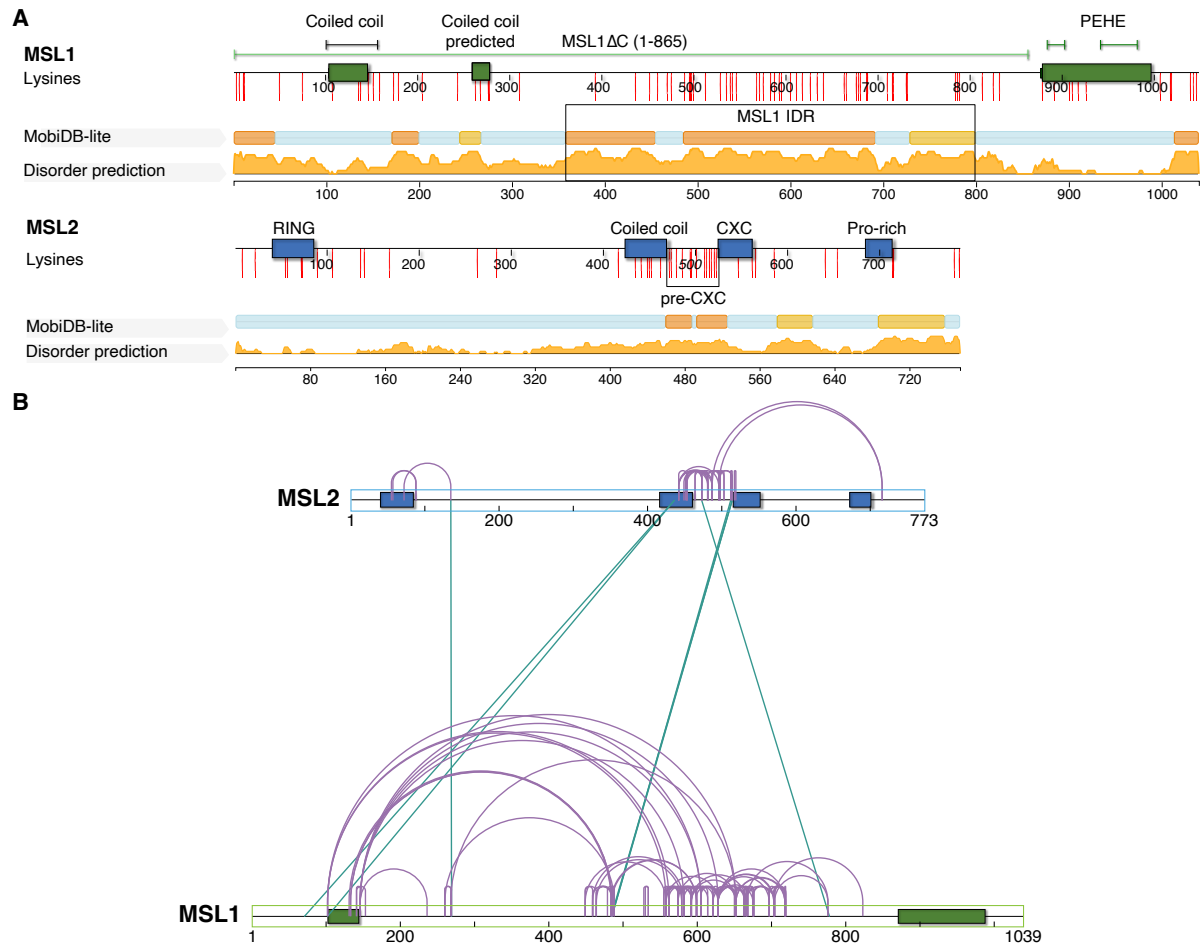 A
Coiled coil
Coiled coil
predicted
MSL1ΔC (1-865)
PEHE
MSL1
Lysines
100 200 300 400 500 600 700 800 900 1000
MSL1 IDR
MobiDB-lite
Disorder prediction
100 200 300 400 500 600 700 800 900 1000
MSL2
RING
Coiled coil
CXC
Pro-rich
Lysines
100 200 300 400 500 600 700
pre-CXC
MobiDB-lite
Disorder prediction
80 160 240 320 400 480 560 640 720
B
MSL2
1 200 400 600 773
MSL1
1 200 400 600 800 1039